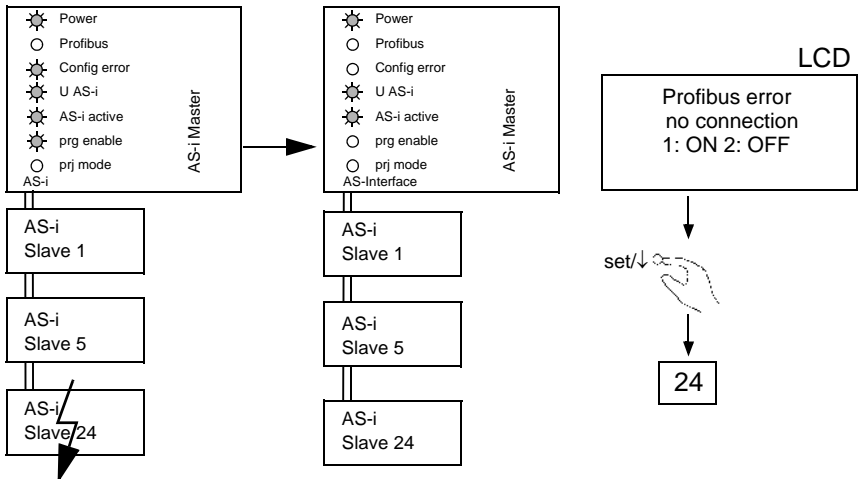 Power
Profibus
Config error
U AS-i
AS-i active
prg enable
prj mode
AS-i
AS-i Master
AS-i
Slave 1
AS-i
Slave 5
AS-i
Slave 24
Power
Profibus
Config error
U AS-i
AS-i active
prg enable
prj mode
AS-Interface
AS-i Master
AS-i
Slave 1
AS-i
Slave 5
AS-i
Slave 24
LCD
Profibus error
no connection
1: ON 2: OFF
set/↓
24